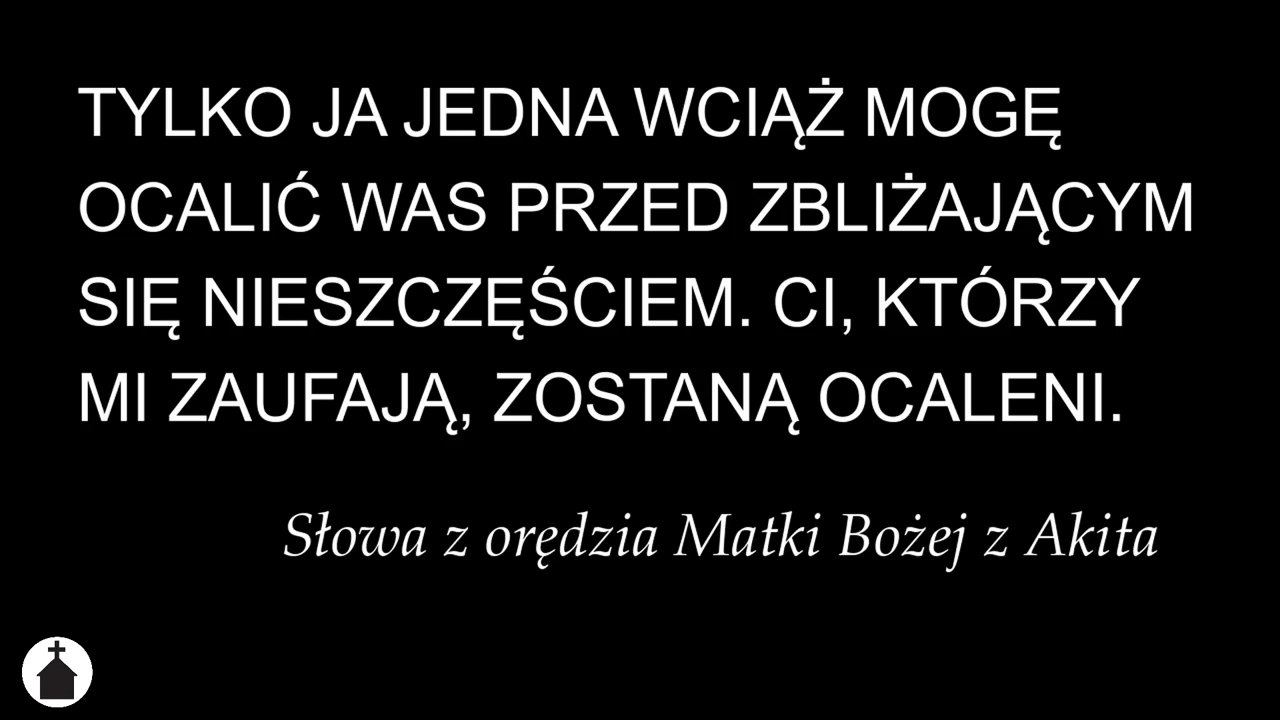 TYLKO JA JEDNA WCIĄŻ MOGĘ
OCALIĆ WAS PRZED ZBLIŻAJĄCYM
SIĘ NIESZCZĘŚCIEM. CI, KTÓRZY
MI ZAUFAJĄ, ZOSTANĄ OCALENI.
Słowa z orędzia Matki Bożej z Akita